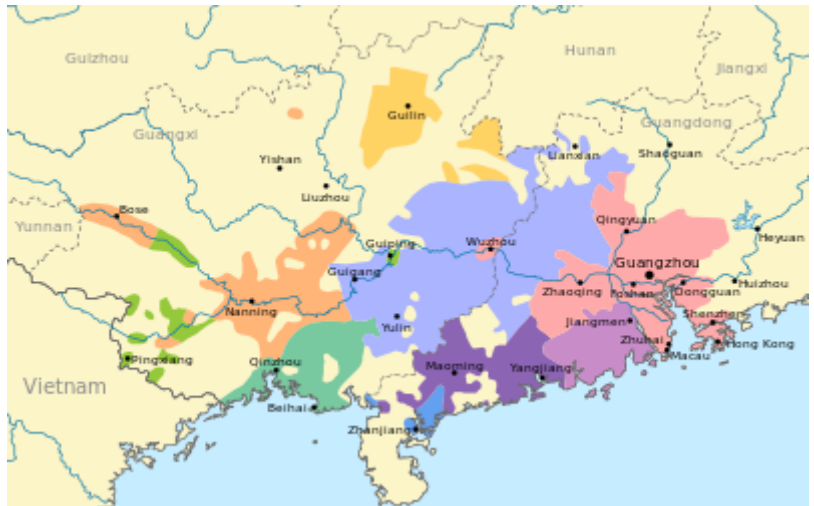 Hunan
Guizhou
Jiangxi
Guilin
Guangdong
Guangxi
Lianxian
Shaoguan
Yishan
Liuzhou
Bose
Qingyuan
Yunnan
Heyuan
Guiping
Wuzhou
Guangzhou
Guigang
Huizhou
Zhaoqing
Foshan
Dongguan
Nanning
Shenzhen
Jiangmen
Yulin
Zhuhai
Hong Kong
Macau
Pingxiang
Qinzhou
Maoming
Yangjiang
Vietnam
Beihai
Zhanjiang